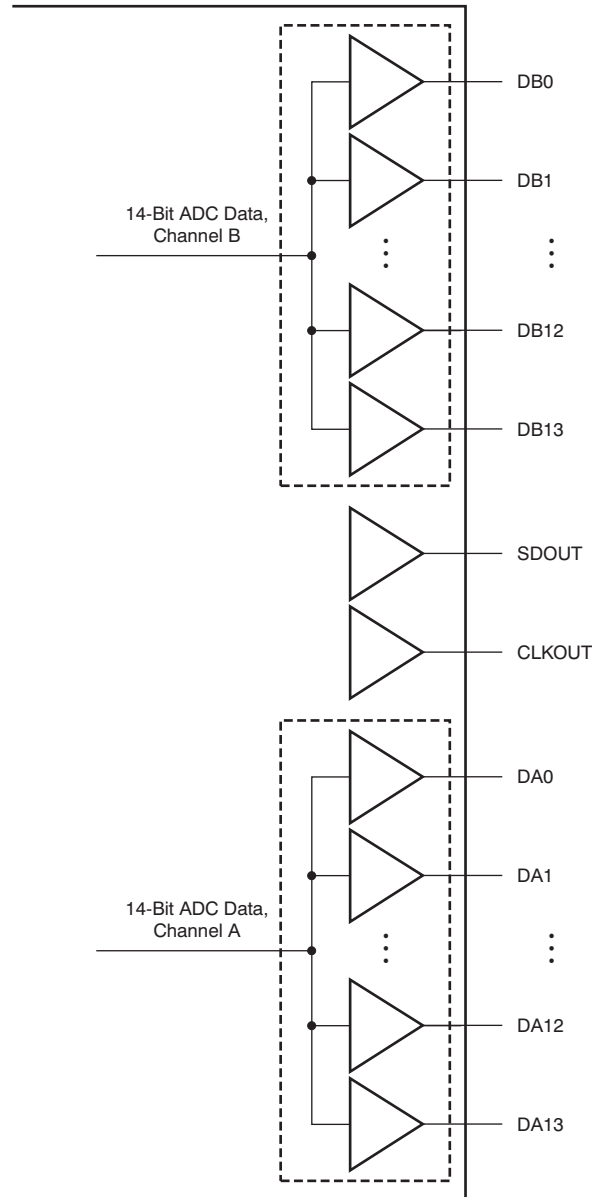 DB0
DB1
14-Bit ADC Data,
Channel B
DB12
DB13
SDOUT
CLKOUT
DA0
DA1
14-Bit ADC Data,
Channel A
DA12
DA13